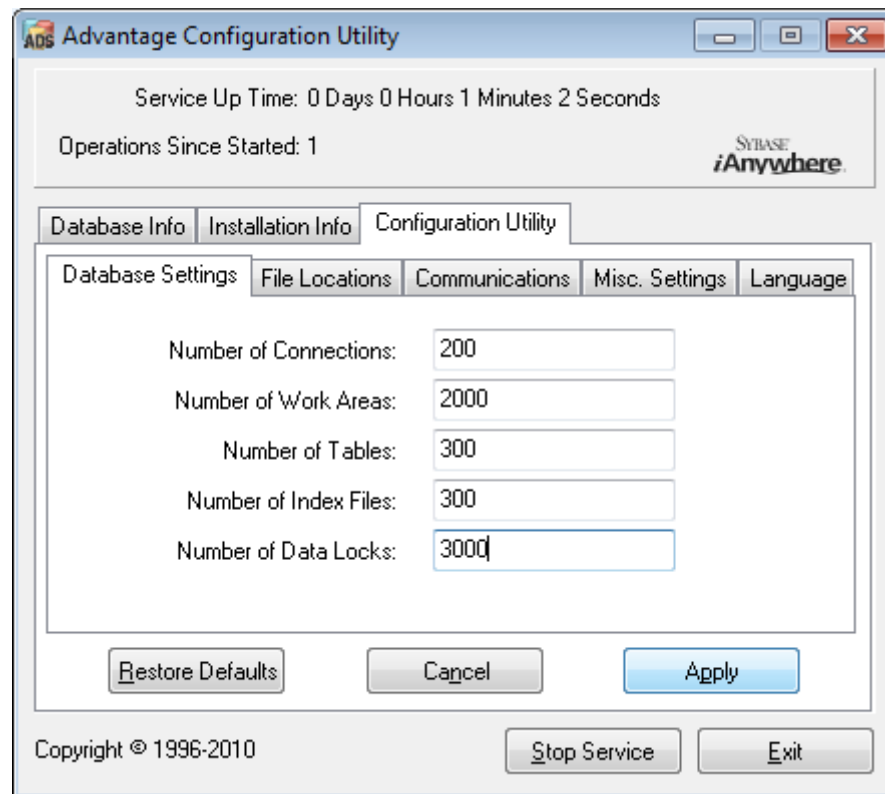 ADS Advantage Configuration Utility
Service Up Time: 0 Days 0 Hours 1 Minutes 2 Seconds
Operations Since Started: 1
SYBASE
iAnywhere.
Database Info Installation Info Configuration Utility
Database Settings File Locations Communications Misc. Settings Language
Number of Connections: 200
Number of Work Areas: 2000
Number of Tables: 300
Number of Index Files: 300
Number of Data Locks: 3000
Restore Defaults Cancel Apply
Copyright © 1996-2010 Stop Service Exit